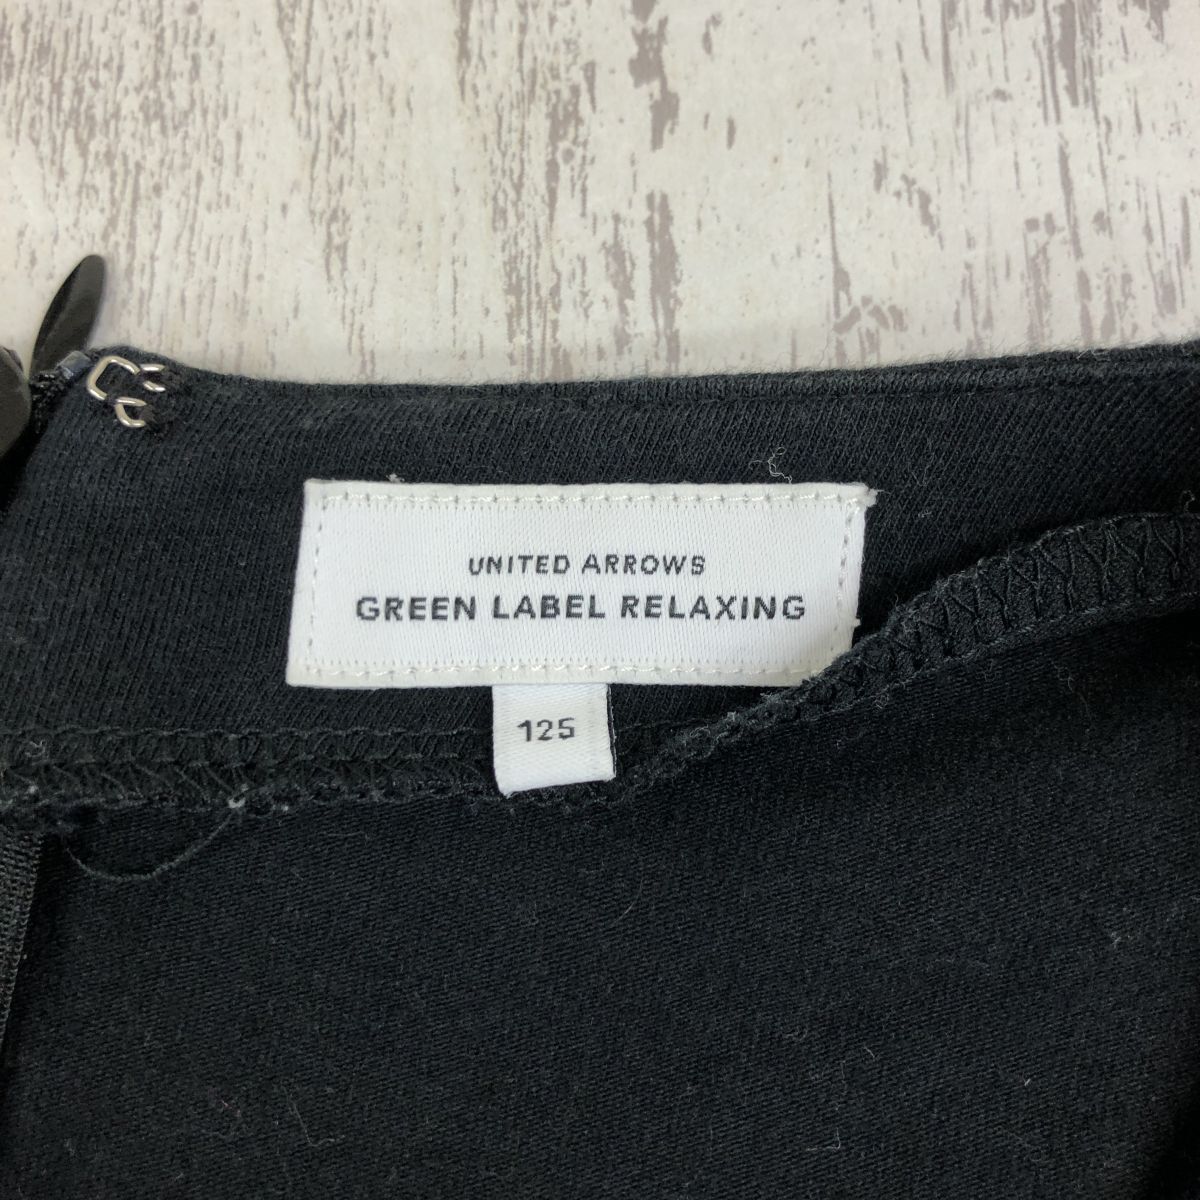 UNITED ARROWS
GREEN LABEL RELAXING
125